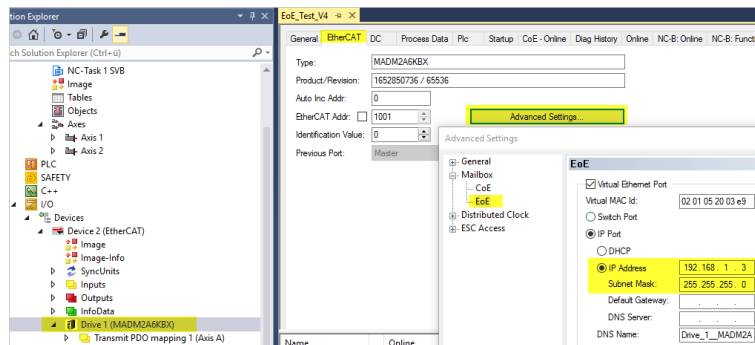 tion Explorer
EoE_Test_V4
ch Solution Explorer (Ctrl+ü)
NC-Task 1 SVB
Image
Tables
Objects
Axes
Axis 1
Axis 2
PLC
SAFETY
C++
I/O
Devices
Device 2 (EtherCAT)
Image
Image-Info
SyncUnits
Inputs
Outputs
InfoData
Drive 1 (MADM2A6KBX)
Transmit PDO mapping 1 (Axis A)
General EtherCAT DC Process Data Plc Startup CoE - Online Diag History Online NC-B: Online NC-B: Funct
Type: MADM2A6KBX
Product/Revision: 1652850736 / 65536
Auto Inc Addr: 0
EtherCAT Addr: 1001 Advanced Settings...
Identification Value: 0
Previous Port: Master
Name Online
Advanced Settings
General
Mailbox
CoE
EoE
Distributed Clock
ESC Access
EoE
Virtual Ethernet Port
Virtual MAC Id: 02 01 05 20 03 e9
Switch Port
IP Port
DHCP
IP Address 192.168. 1 . 3
Subnet Mask: 255.255.255. 0
Default Gateway: . . .
DNS Server: . . .
DNS Name: Drive_1__MADM2A